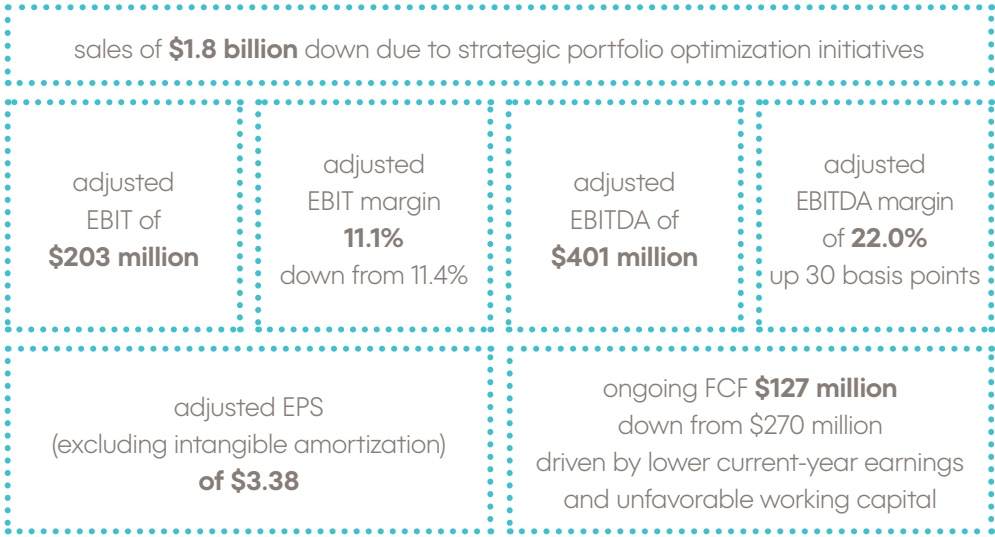 sales of $1.8 billion down due to strategic portfolio optimization initiatives
adjusted
EBIT of
$203 million
adjusted
EBIT margin
11.1%
down from 11.4%
adjusted
EBITDA of
$401 million
adjusted
EBITDA margin
of 22.0%
up 30 basis points
adjusted EPS
(excluding intangible amortization)
of $3.38
ongoing FCF $127 million
down from $270 million
driven by lower current-year earnings
and unfavorable working capital